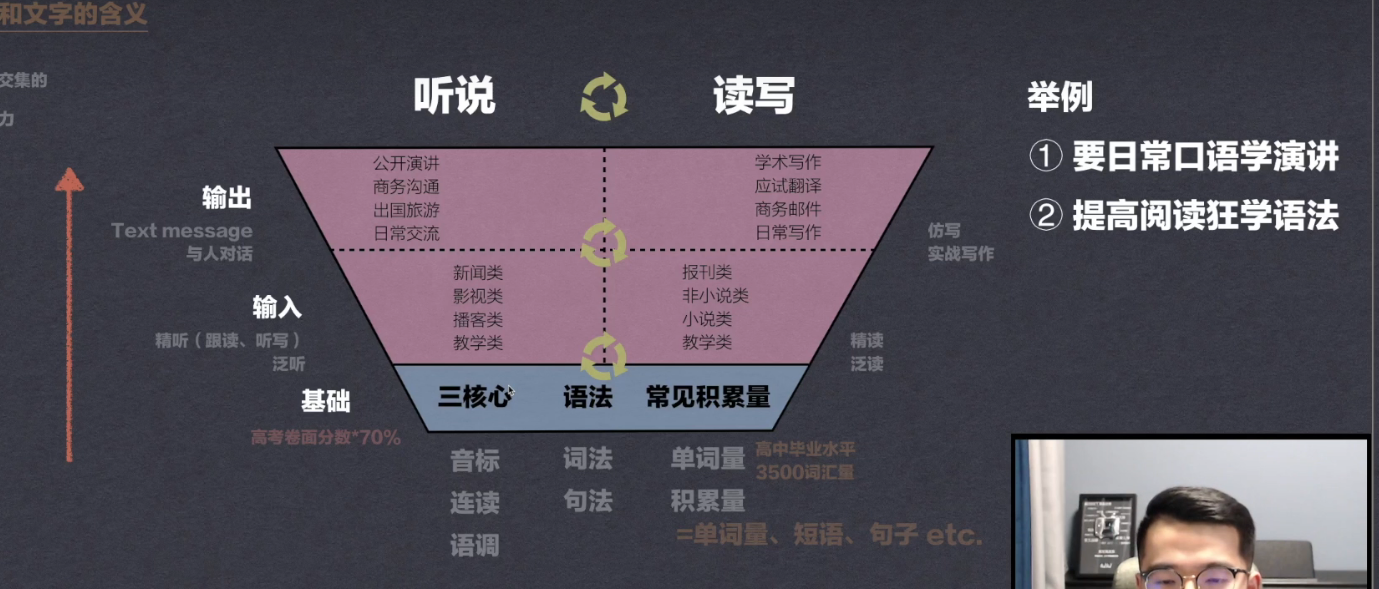 和文字的含义
交集的
力
听说
读写
举例
① 要日常口语学演讲
② 提高阅读狂学语法
输出
Text message
与人对话
公开演讲
商务沟通
出国旅游
日常交流
学术写作
应试翻译
商务邮件
日常写作
仿写
实战写作
输入
精听（跟读、听写）
泛听
新闻类
影视类
播客类
教学类
报刊类
非小说类
小说类
教学类
精读
泛读
基础
高考卷面分数*70%
三核心
语法
常见积累量
音标
连读
语调
词法
句法
单词量
高中毕业水平
3500词汇量
积累量
=单词量、短语、句子 etc.